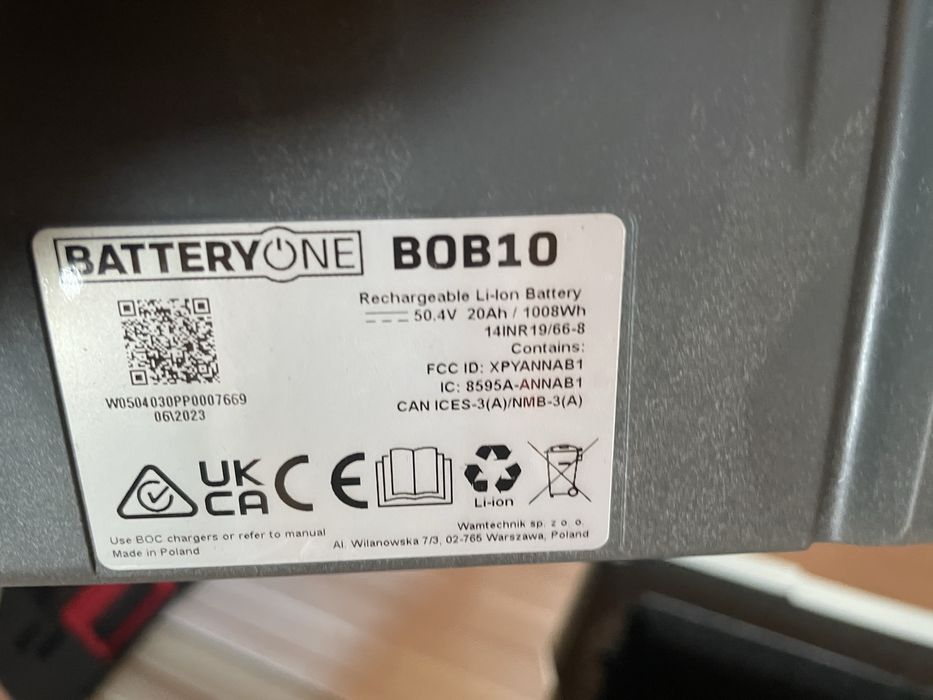 BATTERYONE BOB10
Rechargeable Li-Ion Battery
50.4V 20Ah / 1008Wh
14INR19/66-8
Contains:
FCC ID: XPYANNAB1
IC: 8595A-ANNAB1
CAN ICES-3(A)/NMB-3(A)
W0504030PP0007669
06\2023
UK
CA
CE
Li-ion
Use BOC chargers or refer to manual
Made in Poland
Wamtechnik sp. z o. o.
Al. Wilanowska 7/3, 02-765 Warszawa, Poland